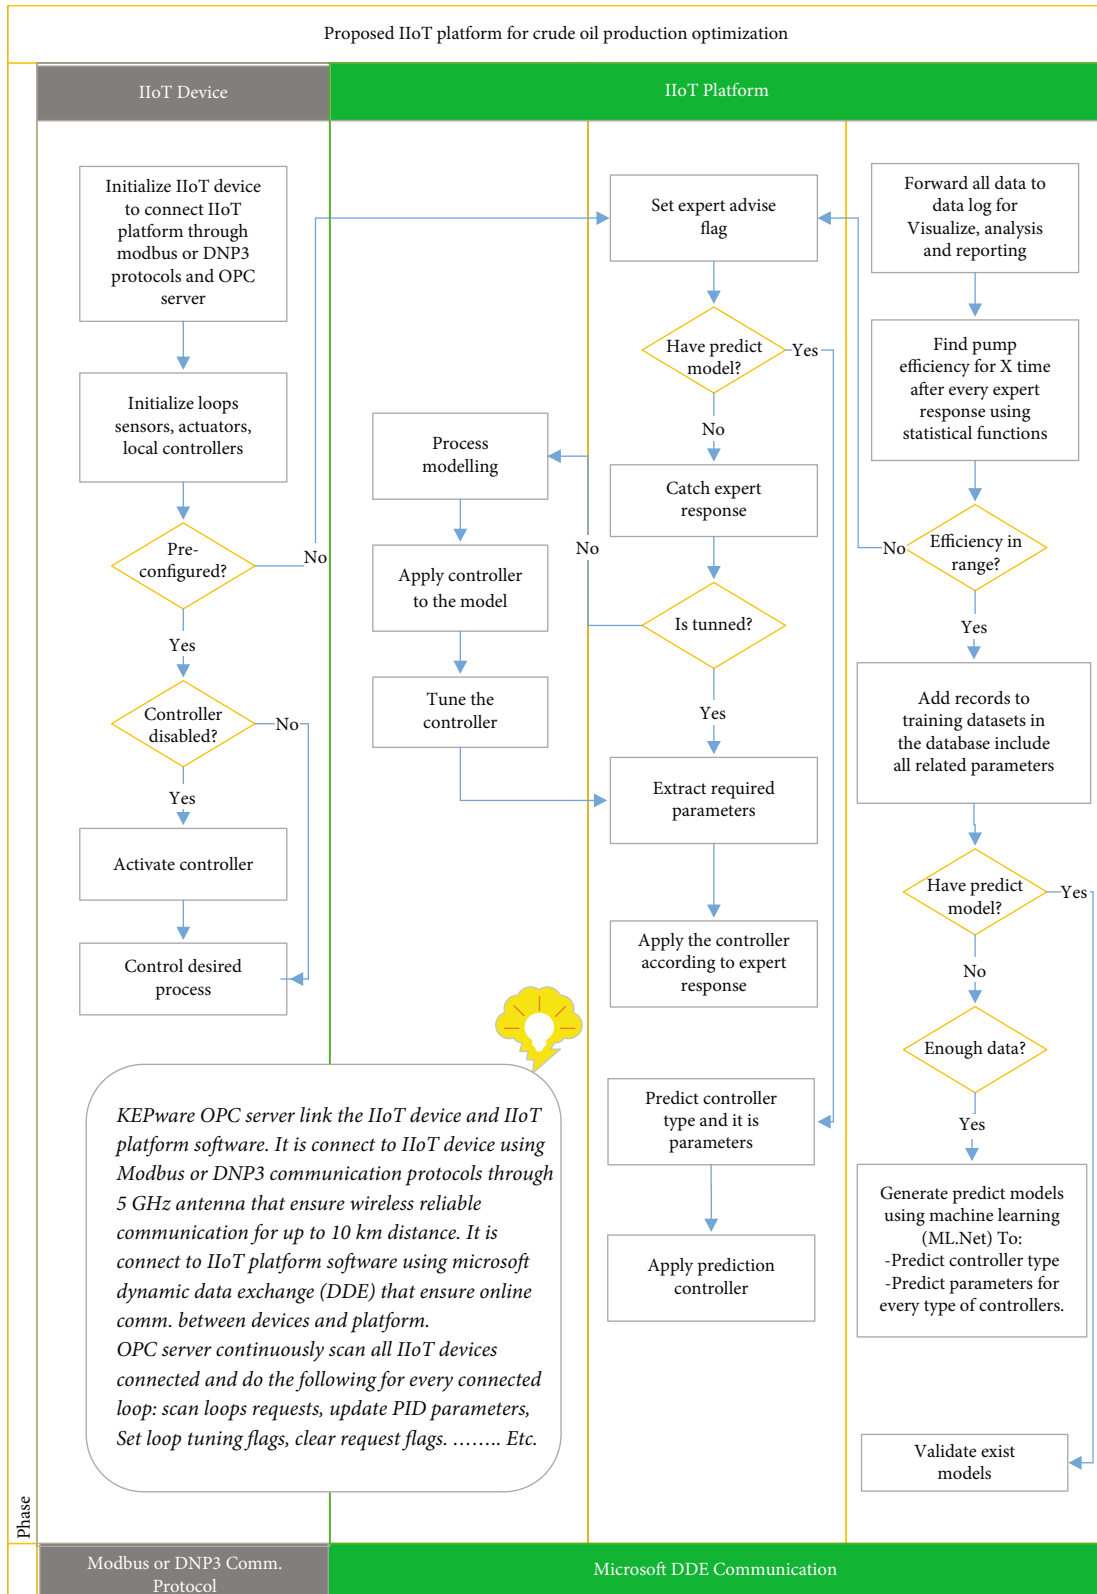 Proposed IIoT platform for crude oil production optimization
IIoT Device
IIoT Platform
Initialize IIoT device
to connect IIoT
platform through
modbus or DNP3
protocols and OPC
server
Initialize loops
sensors, actuators,
local controllers
Pre-
configured?
No
Yes
Controller
disabled?
No
Yes
Activate controller
Control desired
process
Process
modelling
Apply controller
to the model
Tune the
controller
Set expert advise
flag
Have predict
model?
Yes
No
Catch expert
response
No
Is tunned?
Yes
Extract required
parameters
Apply the controller
according to expert
response
Predict controller
type and it is
parameters
Apply prediction
controller
Forward all data to
data log for
Visualize, analysis
and reporting
Find pump
efficiency for X time
after every expert
response using
statistical functions
No
Efficiency in
range?
Yes
Add records to
training datasets in
the database include
all related parameters
Have predict
model?
Yes
No
Enough data?
Yes
Generate predict models
using machine learning
(ML.Net) To:
-Predict controller type
-Predict parameters for
every type of controllers.
Validate exist
models
KEPware OPC server link the IIoT device and IIoT
platform software. It is connect to IIoT device using
Modbus or DNP3 communication protocols through
5 GHz antenna that ensure wireless reliable
communication for up to 10 km distance. It is
connect to IIoT platform software using microsoft
dynamic data exchange (DDE) that ensure online
comm. between devices and platform.
OPC server continuously scan all IIoT devices
connected and do the following for every connected
loop: scan loops requests, update PID parameters,
Set loop tuning flags, clear request flags. ........ Etc.
Phase
Modbus or DNP3 Comm.
Protocol
Microsoft DDE Communication